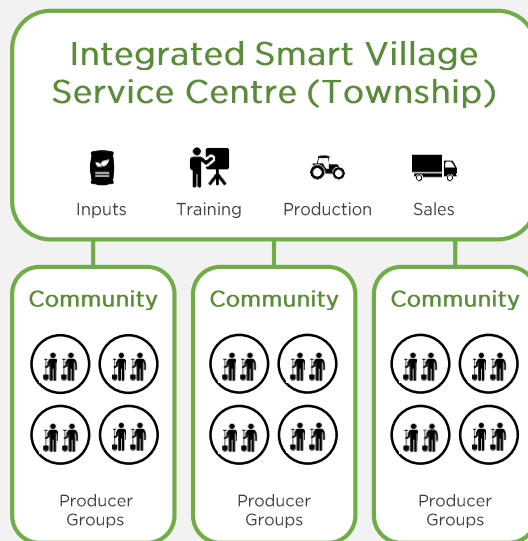 Integrated Smart Village
Service Centre (Township)
Inputs
Training
Production
Sales
Community
Community
Community
Producer
Groups
Producer
Groups
Producer
Groups